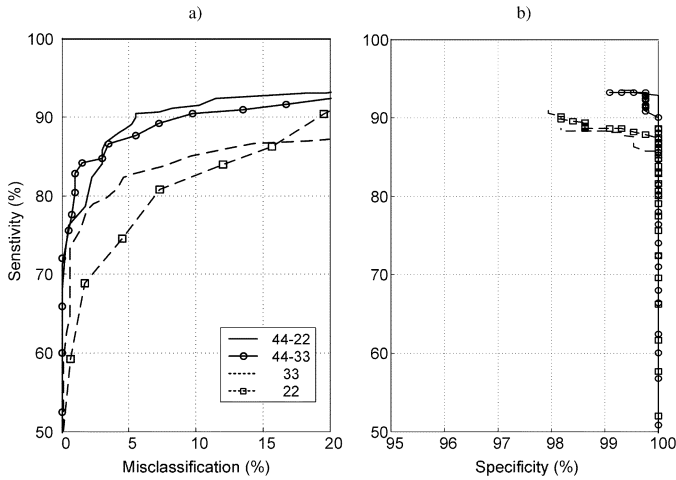 a)
b)
100
90
80
70
60
50
Senstivity (%)
0 5 10 15 20
Misclassification (%)
44-22
44-33
33
22
100
90
80
70
60
50
95 96 97 98 99 100
Specificity (%)